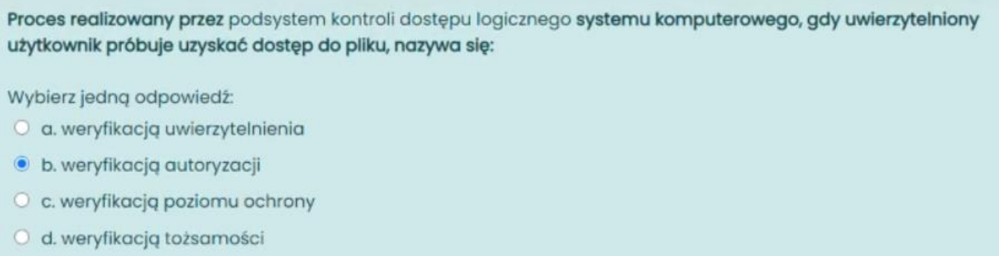 Proces realizowany przez podsystem kontroli dostępu logicznego systemu komputerowego, gdy uwierzytelniony
użytkownik próbuje uzyskać dostęp do pliku, nazywa się:
Wybierz jedną odpowiedź:
a. weryfikacją uwierzytelnienia
b. weryfikacją autoryzacji
c. weryfikacją poziomu ochrony
d. weryfikacją tożsamości